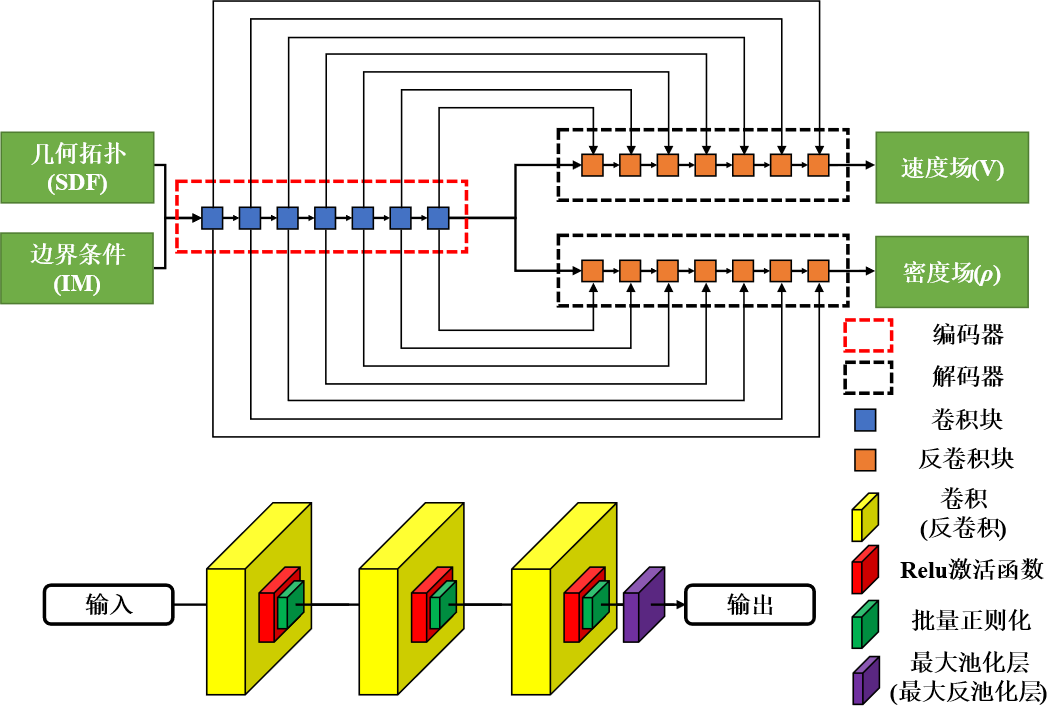 几何拓扑
(SDF)
边界条件
(IM)
速度场(V)
密度场(ρ)
编码器
解码器
卷积块
反卷积块
卷积
(反卷积)
Relu激活函数
批量正则化
最大池化层
(最大反池化层)
输入
输出